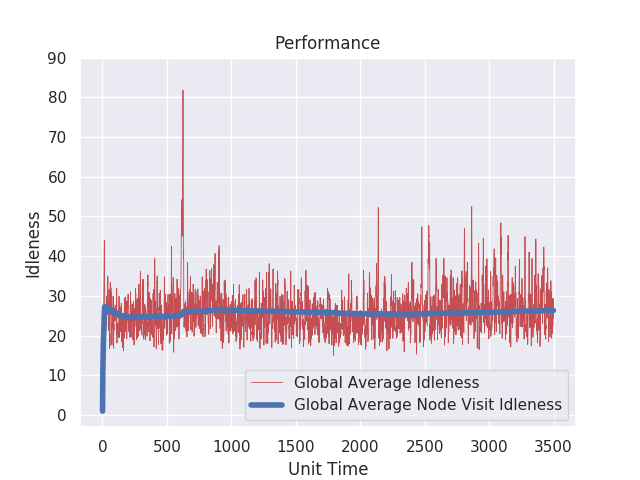 Performance
Idleness
90
80
70
60
50
40
30
20
10
0
Global Average Idleness
Global Average Node Visit Idleness
0 500 1000 1500 2000 2500 3000 3500
Unit Time